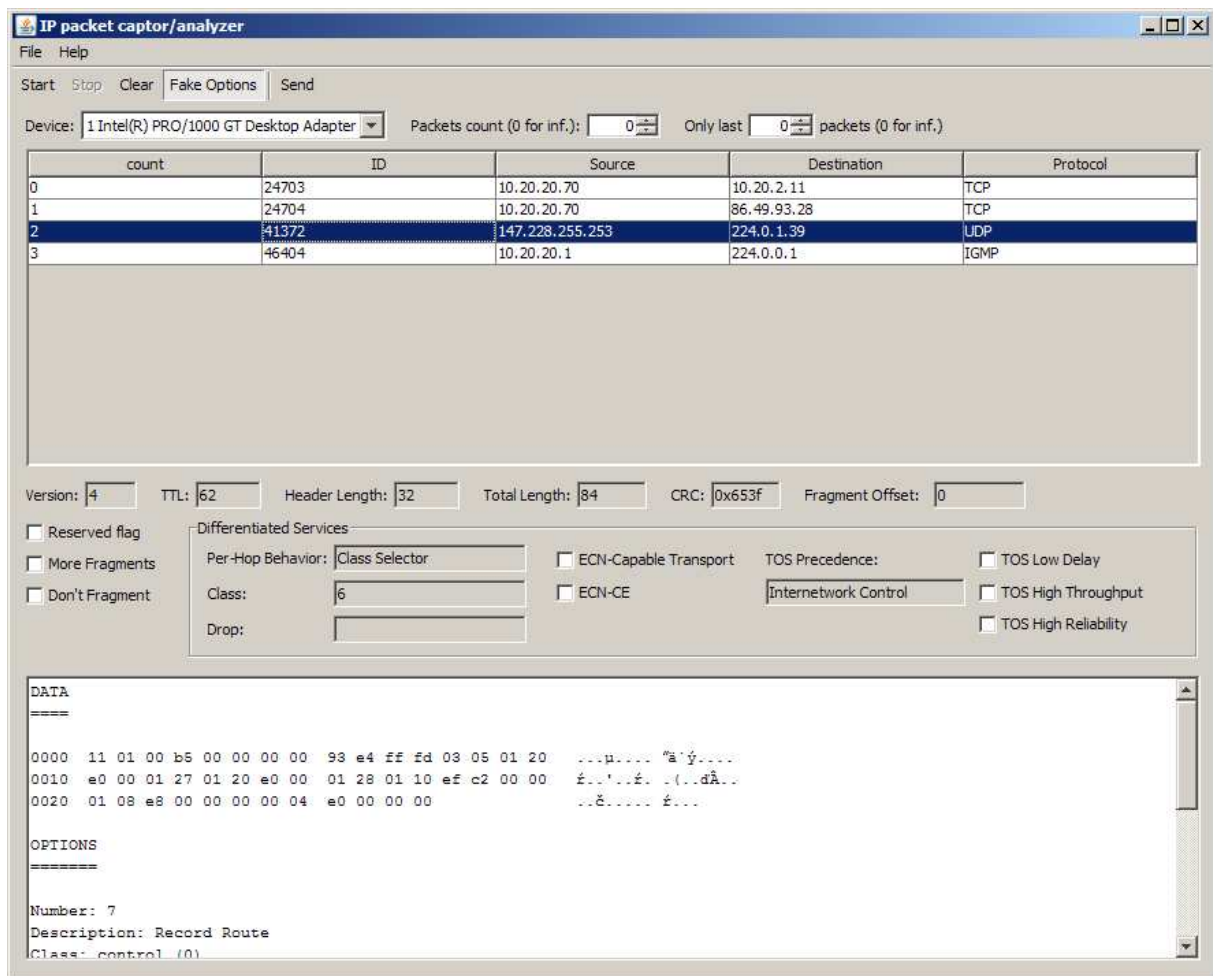 IP packet captor/analyzer
File Help
Start Stop Clear Fake Options Send
Device: 1 Intel(R) PRO/1000 GT Desktop Adapter Packets count (0 for inf.): 0 Only last 0 packets (0 for inf.)
count ID Source Destination Protocol
0 24703 10.20.20.70 10.20.2.11 TCP
1 24704 10.20.20.70 86.49.93.28 TCP
2 41372 147.228.255.253 224.0.1.39 UDP
3 46404 10.20.20.1 224.0.0.1 IGMP
Version: 4 TTL: 62 Header Length: 32 Total Length: 84 CRC: 0x653f Fragment Offset: 0
Reserved flag
More Fragments
Don't Fragment
Differentiated Services
Per-Hop Behavior: Class Selector ECN-Capable Transport TOS Precedence: TOS Low Delay
Class: 6 ECN-CE Internetwork Control TOS High Throughput
Drop: TOS High Reliability
DATA
====
0000 11 01 00 b5 00 00 00 00 93 e4 ff fd 03 05 01 20 ...µ.... “ä˙ý....
0010 e0 00 01 27 01 20 e0 00 01 28 01 10 ef c2 00 00 ŕ..'..ŕ. .(..ďÂ..
0020 01 08 e8 00 00 00 00 04 e0 00 00 00 ..č..... ŕ...
OPTIONS
=======
Number: 7
Description: Record Route
Class: control (0)